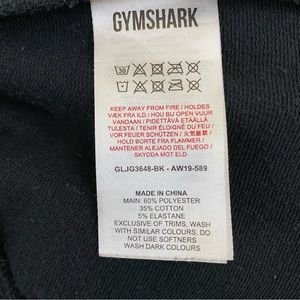 GYMSHARK
30
KEEP AWAY FROM FIRE / HOLDES
VÆK FRA ILD / HOU BIJ OPEN VUUR
VANDAAN / PIDETTÄVÄ ETÄÄLLÄ
TULESTA / TENIR ÉLOIGNÉ DU FEU /
VOR FEUER SCHÜTZEN / 火気厳禁 /
HOLD BORTE FRA FLAMMER /
MANTENER ALEJADO DEL FUEGO /
SKYDDA MOT ELD
GLJG3648-BK - AW19-589
MADE IN CHINA
MAIN: 60% POLYESTER
35% COTTON
5% ELASTANE
EXCLUSIVE OF TRIMS, WASH
WITH SIMILAR COLOURS, DO
NOT USE SOFTNERS
WASH DARK COLOURS